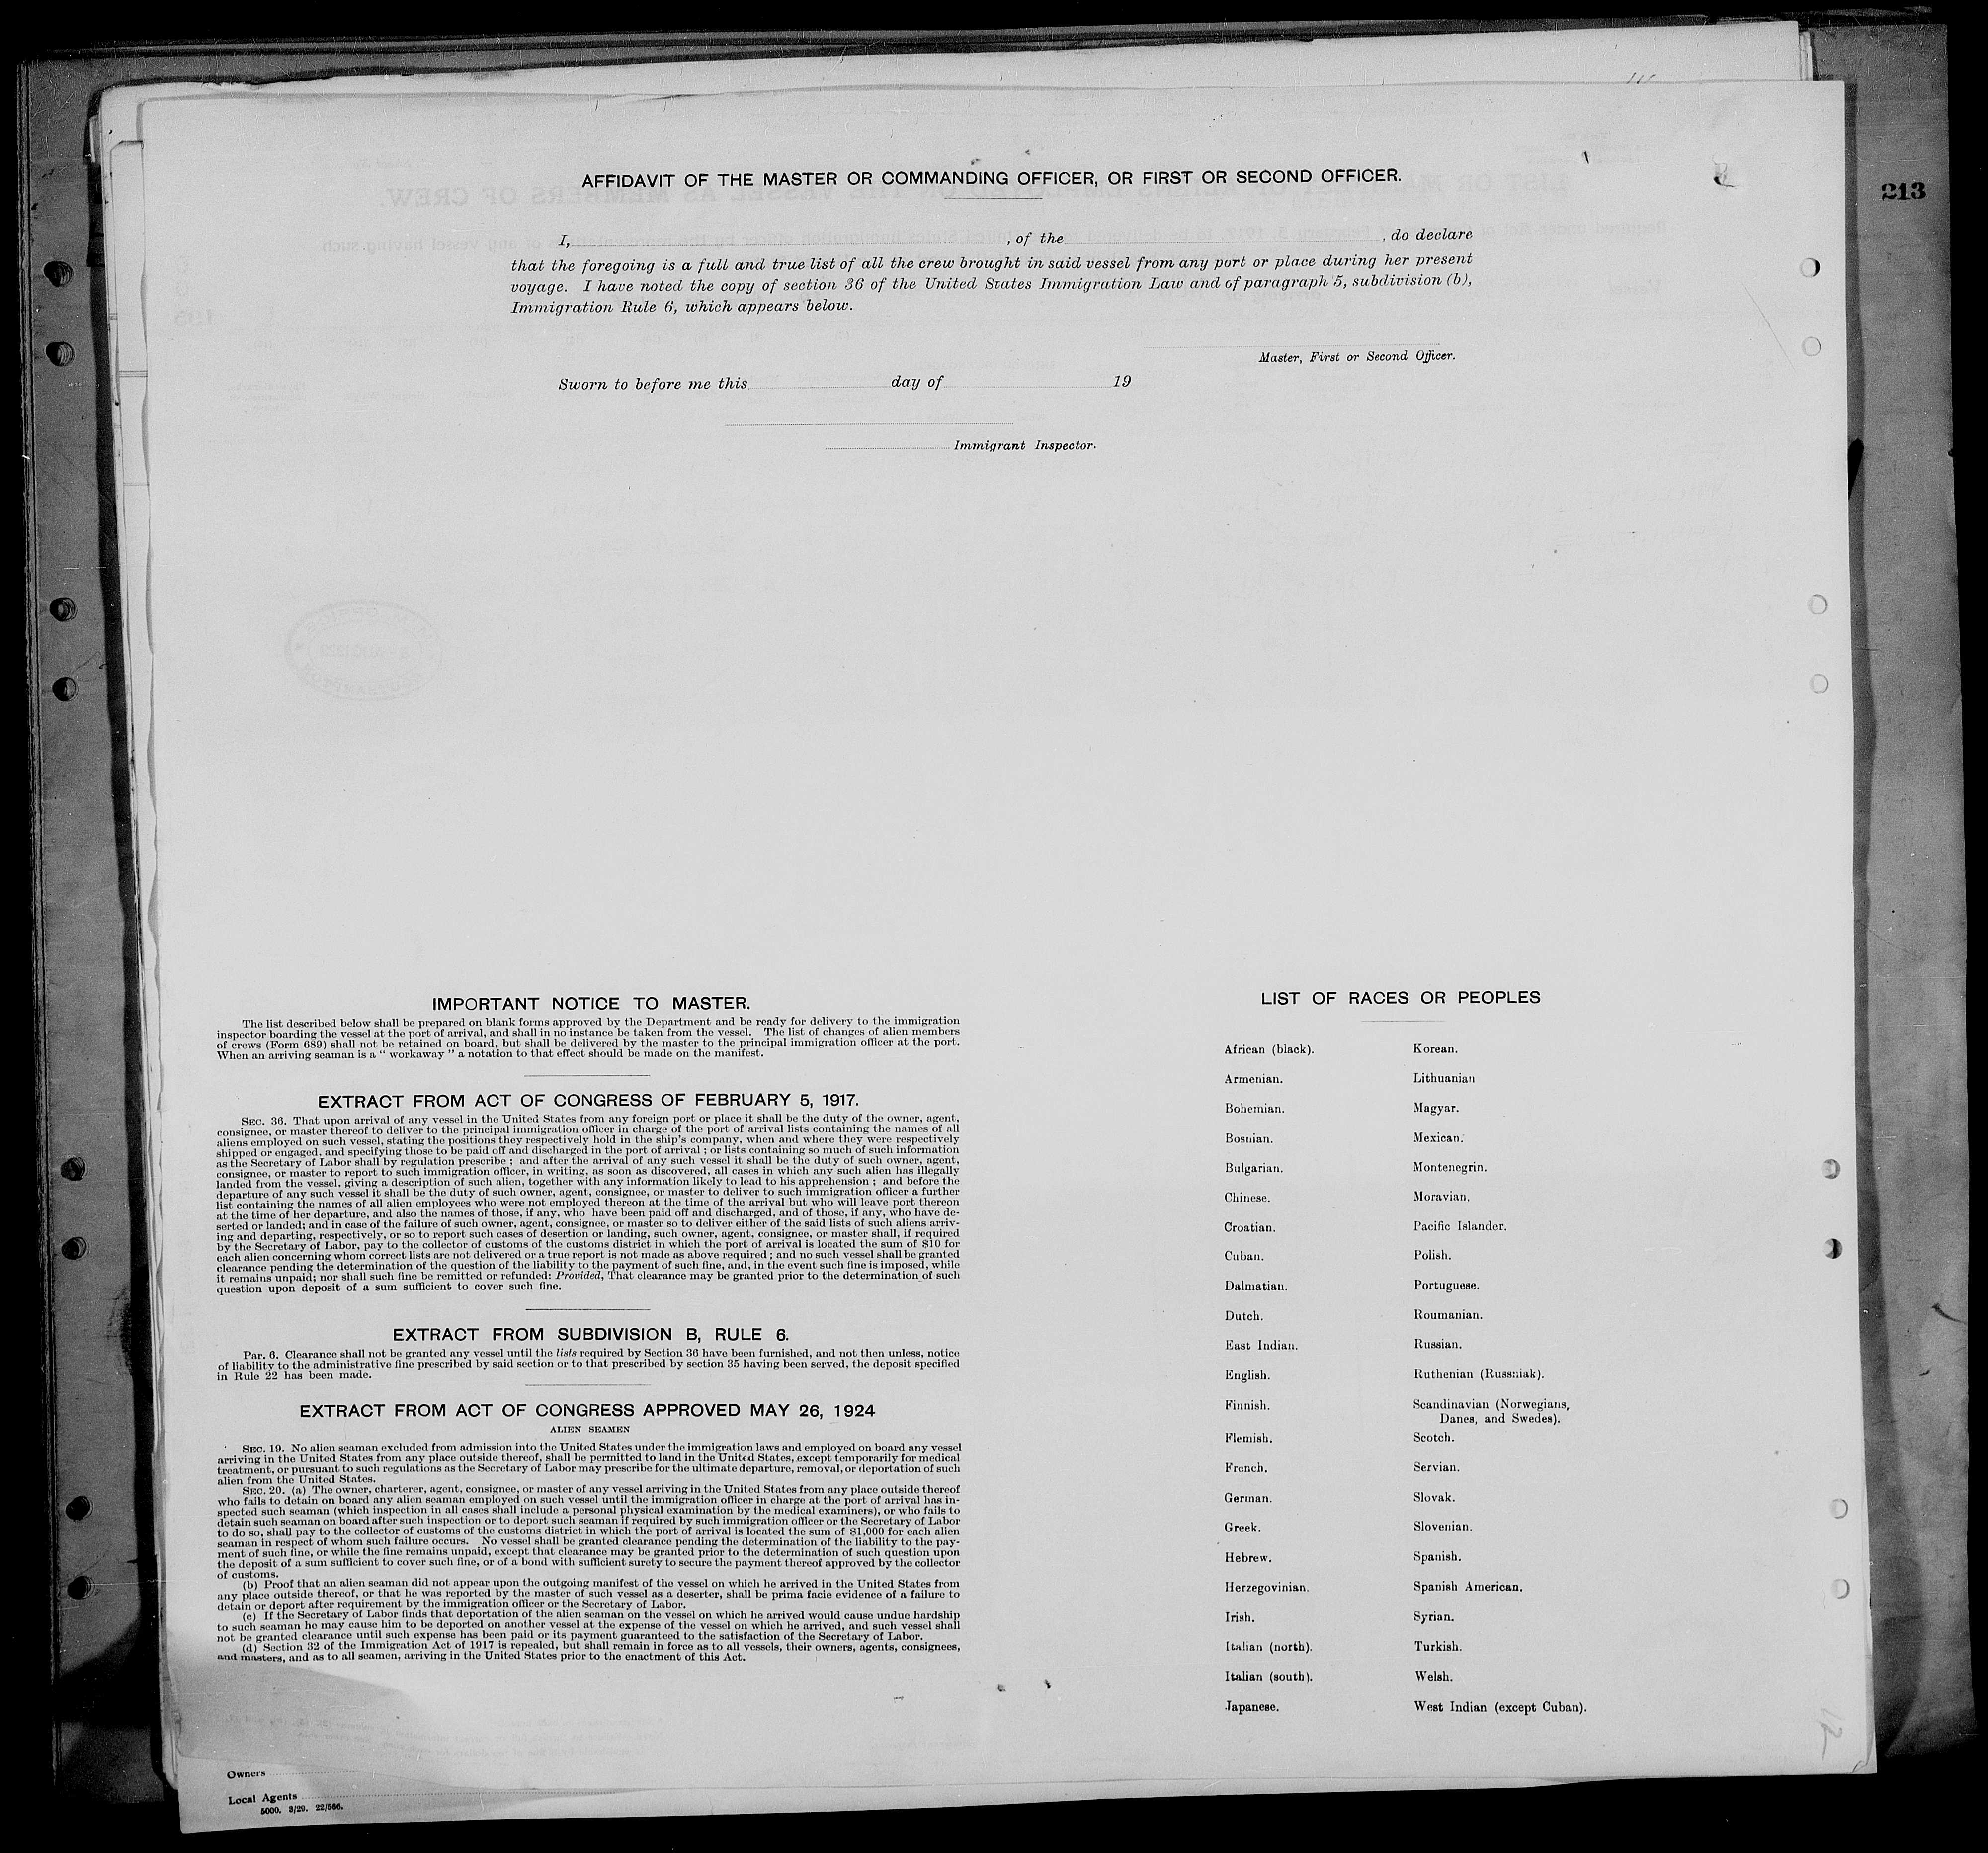 213
AFFIDAVIT OF THE MASTER OR COMMANDING OFFICER, OR FIRST OR SECOND OFFICER.
I, , of the , do declare
that the foregoing is a full and true list of all the crew brought in said vessel from any port or place during her present
voyage. I have noted the copy of section 36 of the United States Immigration Law and of paragraph 5, subdivision (b),
Immigration Rule 6, which appears below.
Master, First or Second Officer.
Sworn to before me this day of 19
Immigrant Inspector.
IMPORTANT NOTICE TO MASTER.
The list described below shall be prepared on blank forms approved by the Department and be ready for delivery to the immigration
inspector boarding the vessel at the port of arrival, and shall in no instance be taken from the vessel. The list of changes of alien members
of crews (Form 689) shall not be retained on board, but shall be delivered by the master to the principal immigration officer at the port.
When an arriving seaman is a " workaway " a notation to that effect should be made on the manifest.
EXTRACT FROM ACT OF CONGRESS OF FEBRUARY 5, 1917.
SEC. 36. That upon arrival of any vessel in the United States from any foreign port or place it shall be the duty of the owner, agent,
consignee, or master thereof to deliver to the principal immigration officer in charge of the port of arrival lists containing the names of all
aliens employed on such vessel, stating the positions they respectively hold in the ship's company, when and where they were respectively
shipped or engaged, and specifying those to be paid off and discharged in the port of arrival ; or lists containing so much of such information
as the Secretary of Labor shall by regulation prescribe ; and after the arrival of any such vessel it shall be the duty of such owner, agent,
consignee, or master to report to such immigration officer, in writing, as soon as discovered, all cases in which any such alien has illegally
landed from the vessel, giving a description of such alien, together with any information likely to lead to his apprehension ; and before the
departure of any such vessel it shall be the duty of such owner, agent, consignee, or master to deliver to such immigration officer a further
list containing the names of all alien employees who were not employed thereon at the time of the arrival but who will leave port thereon
at the time of her departure, and also the names of those, if any, who have been paid off and discharged, and of those, if any, who have de-
serted or landed; and in case of the failure of such owner, agent, consignee, or master so to deliver either of the said lists of such aliens arriv-
ing and departing, respectively, or so to report such cases of desertion or landing, such owner, agent, consignee, or master shall, if required
by the Secretary of Labor, pay to the collector of customs of the customs district in which the port of arrival is located the sum of $10 for
each alien concerning whom correct lists are not delivered or a true report is not made as above required ; and no such vessel shall be granted
clearance pending the determination of the question of the liability to the payment of such fine, and, in the event such fine is imposed, while
it remains unpaid; nor shall such fine be remitted or refunded: Provided, That clearance may be granted prior to the determination of such
question upon deposit of a sum sufficient to cover such fine.
EXTRACT FROM SUBDIVISION B, RULE 6.
Par. 6. Clearance shall not be granted any vessel until the lists required by Section 36 have been furnished, and not then unless, notice
of liability to the administrative fine prescribed by said section or to that prescribed by section 35 having been served, the deposit specified
in Rule 22 has been made.
EXTRACT FROM ACT OF CONGRESS APPROVED MAY 26, 1924
ALIEN SEAMEN
SEC. 19. No alien seaman excluded from admission into the United States under the immigration laws and employed on board any vessel
arriving in the United States from any place outside thereof, shall be permitted to land in the United States, except temporarily for medical
treatment, or pursuant to such regulations as the Secretary of Labor may prescribe for the ultimate departure, removal, or deportation of such
alien from the United States.
SEC. 20. (a) The owner, charterer, agent, consignee, or master of any vessel arriving in the United States from any place outside thereof
who fails to detain on board any alien seaman employed on such vessel until the immigration officer in charge at the port of arrival has in-
spected such seaman (which inspection in all cases shall include a personal physical examination by the medical examiners), or who fails to
detain such seaman on board after such inspection or to deport such seaman if required by such immigration officer or the Secretary of Labor
to do so, shall pay to the collector of customs of the customs district in which the port of arrival is located the sum of $1,000 for each alien
seaman in respect of whom such failure occurs. No vessel shall be granted clearance pending the determination of the liability to the pay-
ment of such fine, or while the fine remains unpaid, except that clearance may be granted prior to the determination of such question upon
the deposit of a sum sufficient to cover such fine, or of a bond with sufficient surety to secure the payment thereof approved by the collector
of customs.
(b) Proof that an alien seaman did not appear upon the outgoing manifest of the vessel on which he arrived in the United States from
any place outside thereof, or that he was reported by the master of such vessel as a deserter, shall be prima facie evidence of a failure to
detain or deport after requirement by the immigration officer or the Secretary of Labor.
(c) If the Secretary of Labor finds that deportation of the alien seaman on the vessel on which he arrived would cause undue hardship
to such seaman he may cause him to be deported on another vessel at the expense of the vessel on which he arrived, and such vessel shall
not be granted clearance until such expense has been paid or its payment guaranteed to the satisfaction of the Secretary of Labor.
(d) Section 32 of the Immigration Act of 1917 is repealed, but shall remain in force as to all vessels, their owners, agents, consignees,
and masters, and as to all seamen, arriving in the United States prior to the enactment of this Act.
LIST OF RACES OR PEOPLES
African (black). Korean.
Armenian. Lithuanian
Bohemian. Magyar.
Bosnian. Mexican.
Bulgarian. Montenegrin.
Chinese. Moravian.
Croatian. Pacific Islander.
Cuban. Polish.
Dalmatian. Portuguese.
Dutch. Roumanian.
East Indian. Russian.
English. Ruthenian (Russniak).
Finnish. Scandinavian (Norwegians,
Danes, and Swedes).
Flemish. Scotch.
French. Servian.
German. Slovak.
Greek. Slovenian.
Hebrew. Spanish.
Herzegovinian. Spanish American.
Irish. Syrian.
Italian (north). Turkish.
Italian (south). Welsh.
Japanese. West Indian (except Cuban).
12
Owners
Local Agents
5000. 3/29. 22/566.